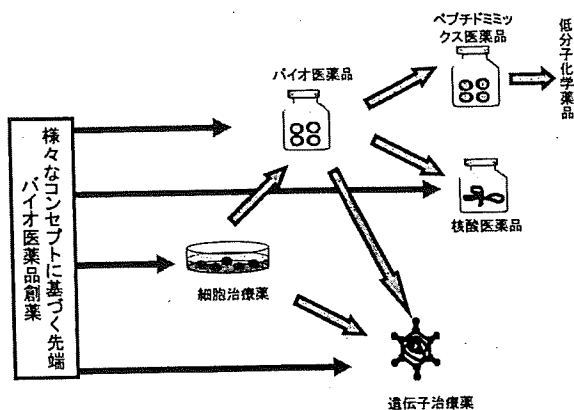 ペプチドミミッ
クス医薬品
低分子化学薬品
バイオ医薬品
様々なコンセプトに基づく先端
バイオ医薬品創薬
核酸医薬品
細胞治療薬
遺伝子治療薬